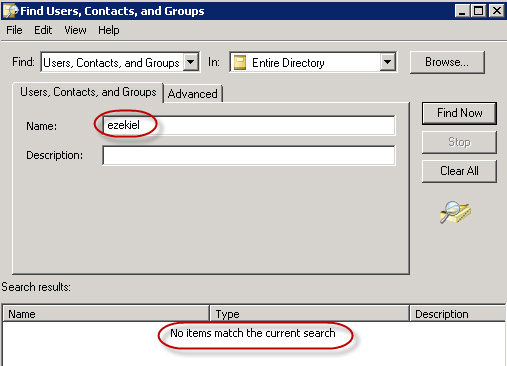 Find Users, Contacts, and Groups
File Edit View Help
Find: Users, Contacts, and Groups In: Entire Directory Browse...
Users, Contacts, and Groups Advanced
Name: ezekiel Find Now
Stop
Description:
Clear All
Search results:
Name Type Description
No items match the current search